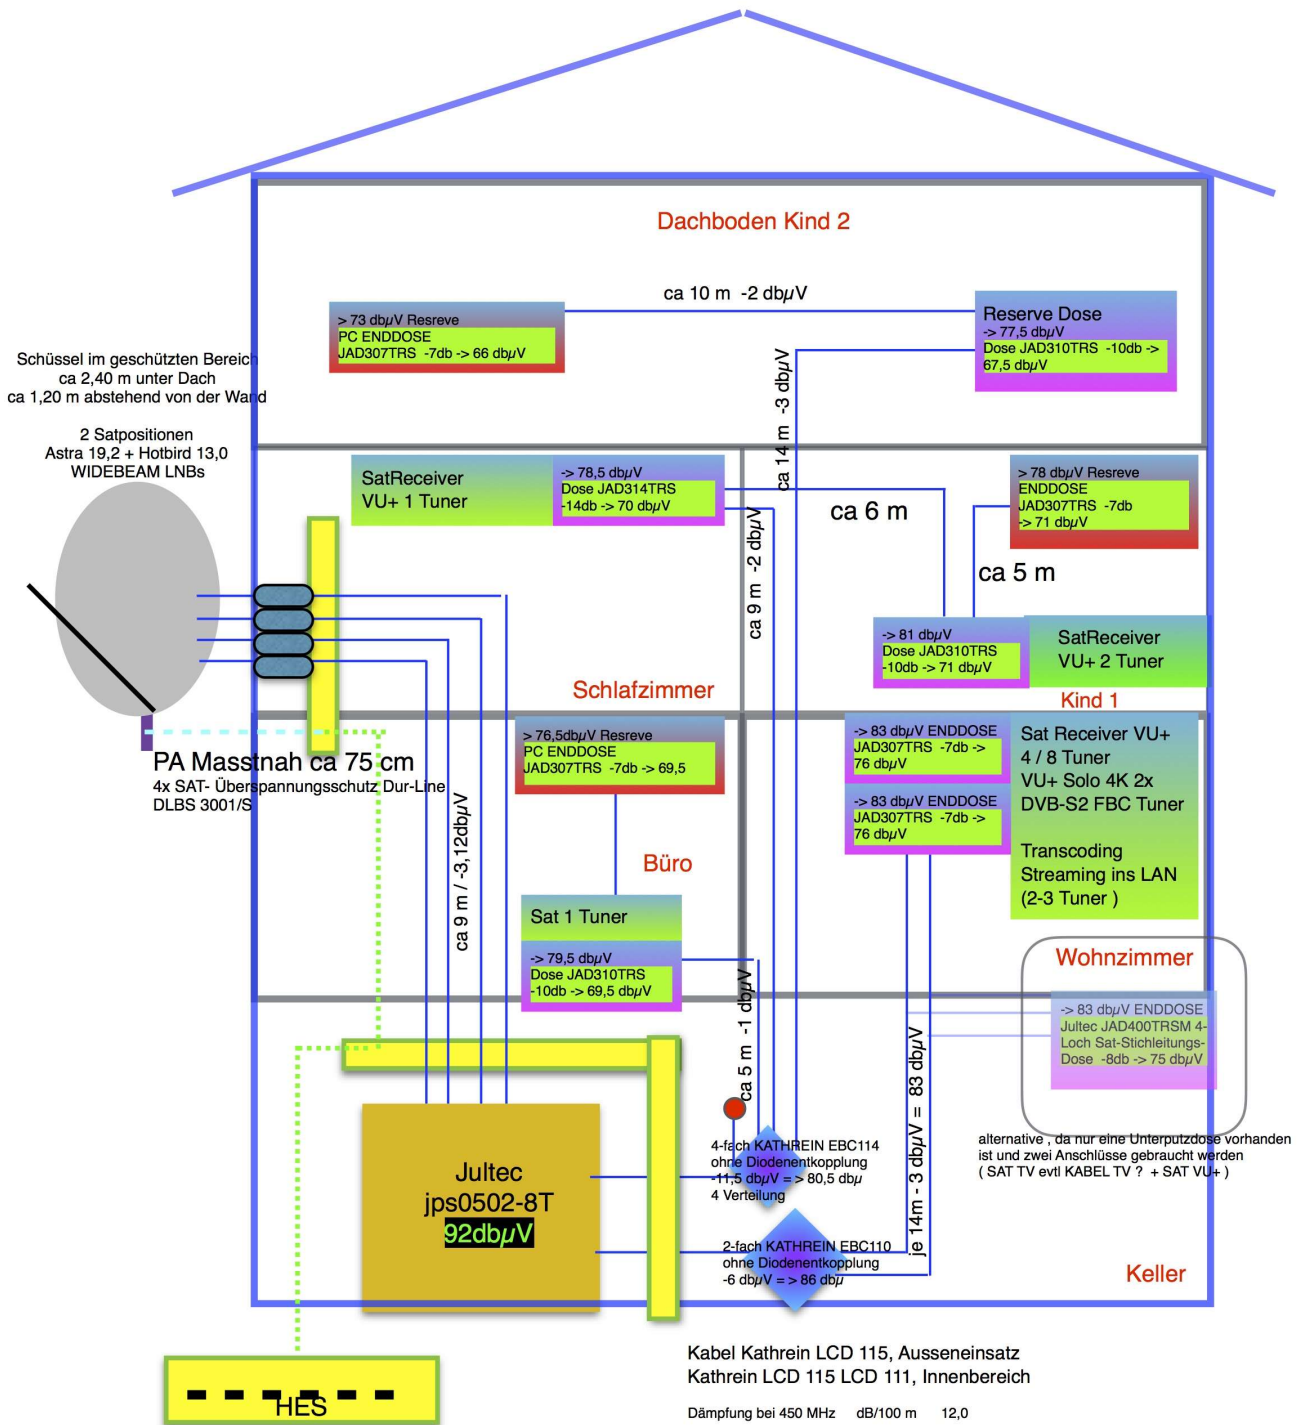 Dachboden Kind 2
ca 10 m  -2 dbµV
> 73 dbµV Resreve
PC ENDDOSE
JAD307TRS  -7db -> 66 dbµV
Reserve Dose
-> 77,5 dbµV
Dose JAD310TRS  -10db ->
67,5 dbµV
ca 14 m  -3 dbµV
Schüssel im geschützten Bereich
ca 2,40 m unter Dach
ca 1,20 m abstehend von der Wand
2 Satpositionen
Astra 19,2 + Hotbird 13,0
WIDEBEAM LNBs
SatReceiver
VU+ 1 Tuner
-> 78,5 dbµV
Dose JAD314TRS
-14db -> 70 dbµV
> 78 dbµV Resreve
ENDDOSE
JAD307TRS  -7db
-> 71 dbµV
ca 6 m
ca 9 m  -2 dbµV
ca 5 m
-> 81 dbµV
Dose JAD310TRS
-10db -> 71 dbµV
SatReceiver
VU+ 2 Tuner
Schlafzimmer
Kind 1
PA Masstnah ca 75 cm
4x SAT- Überspannungsschutz Dur-Line
DLBS 3001/S
> 76,5dbµV Resreve
PC ENDDOSE
JAD307TRS  -7db -> 69,5
-> 83 dbµV ENDDOSE
JAD307TRS  -7db ->
76 dbµV
-> 83 dbµV ENDDOSE
JAD307TRS  -7db ->
76 dbµV
Sat Receiver VU+
4 / 8 Tuner
VU+ Solo 4K 2x
DVB-S2 FBC Tuner
Transcoding
Streaming ins LAN
(2-3 Tuner )
ca 9 m / -3,12dbµV
Büro
Sat 1 Tuner
-> 79,5 dbµV
Dose JAD310TRS
-10db -> 69,5 dbµV
Wohnzimmer
-> 83 dbµV ENDDOSE
Jultec JAD400TRSM 4-
Loch Sat-Stichleitungs-
Dose  -8db -> 75 dbµV
ca 5 m  -1 dbµV
je 14m - 3 dbµV =  83 dbµV
alternative , da nur eine Unterputzdose vorhanden
ist und zwei Anschlüsse gebraucht werden
( SAT TV evtl KABEL TV ?  + SAT VU+ )
Jultec
jps0502-8T
92dbµV
4-fach KATHREIN EBC114
ohne Diodenentkopplung
-11,5 dbµV = > 80,5 dbµ
4 Verteilung
2-fach KATHREIN EBC110
ohne Diodenentkopplung
-6 dbµV = > 86 dbµ
Keller
HES
Kabel Kathrein LCD 115, Ausseneinsatz
Kathrein LCD 115 LCD 111, Innenbereich
Dämpfung bei 450 MHz    dB/100 m    12,0